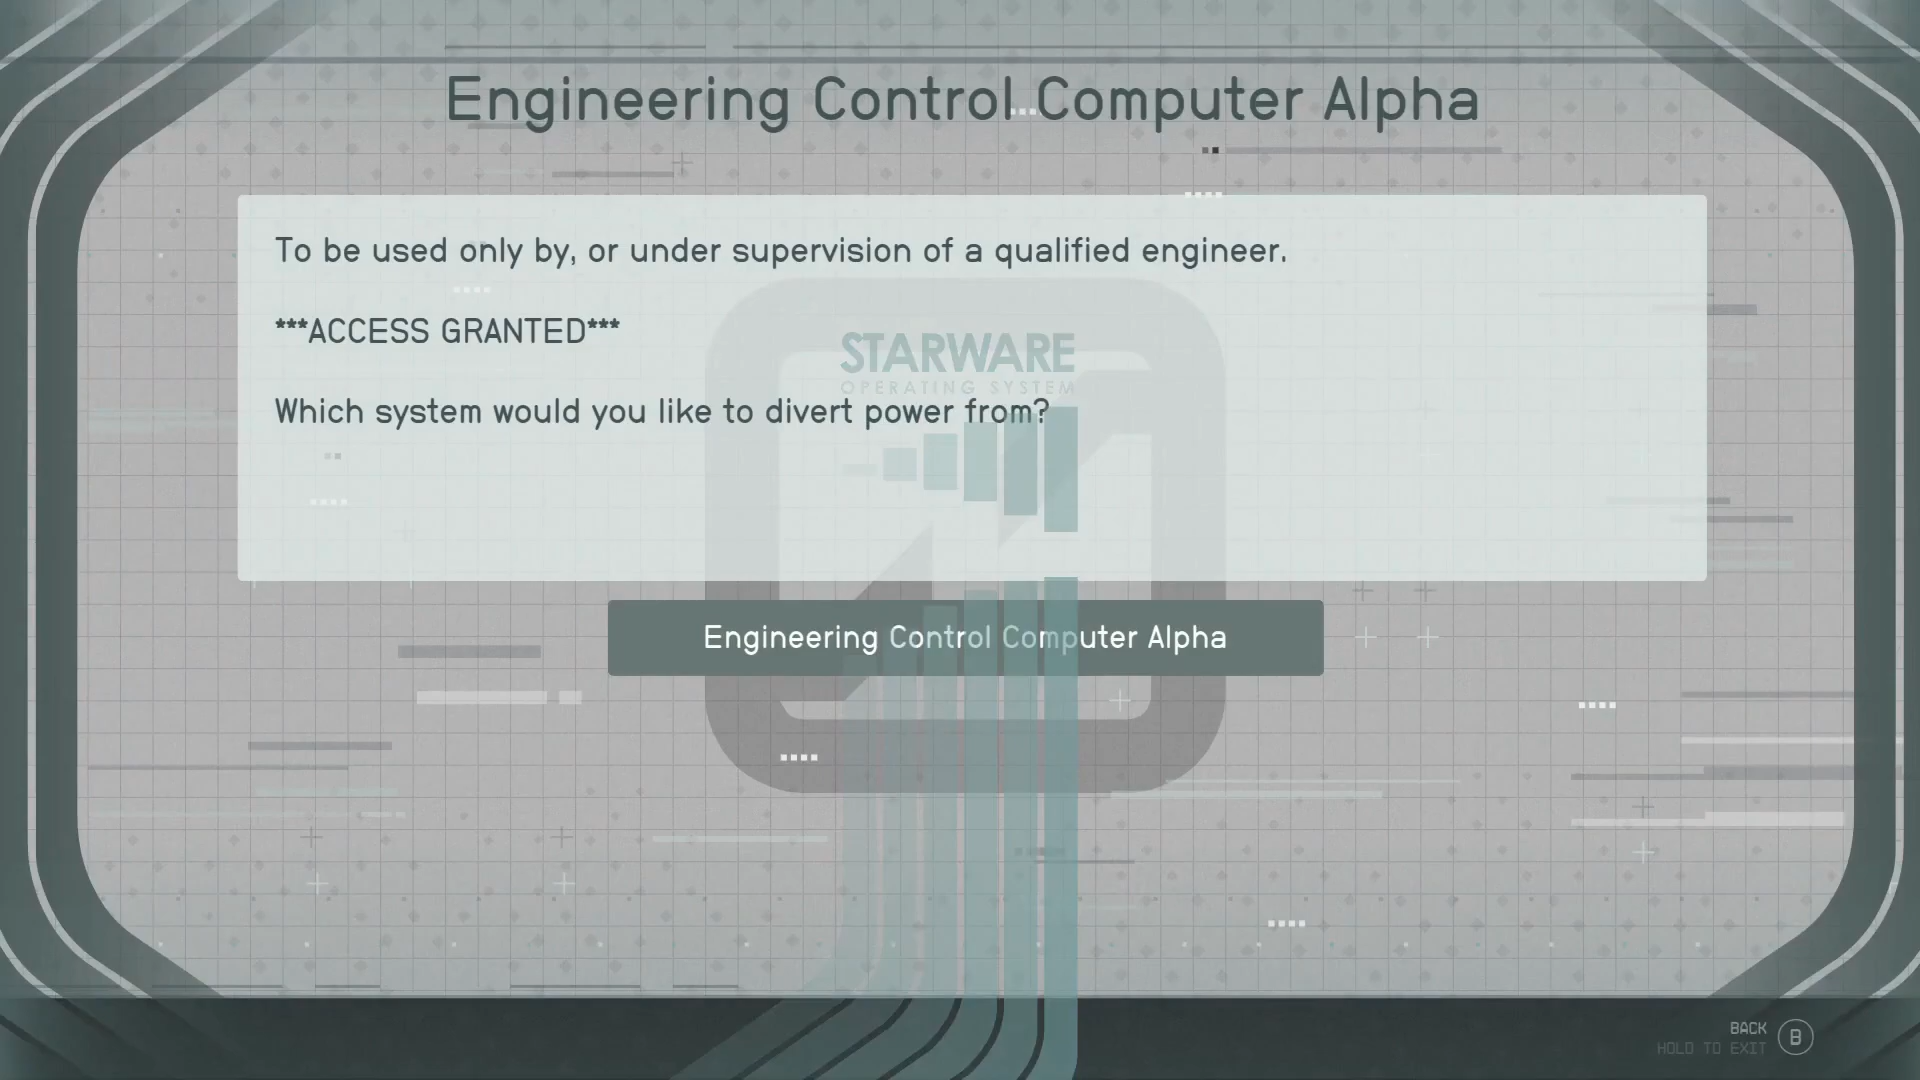 Engineering Control Computer Alpha
To be used only by, or under supervision of a qualified engineer.
***ACCESS GRANTED***
STARWARE
OPERATING SYSTEM
Which system would you like to divert power from?
Engineering Control Computer Alpha
BACK
HOLD TO EXIT
B